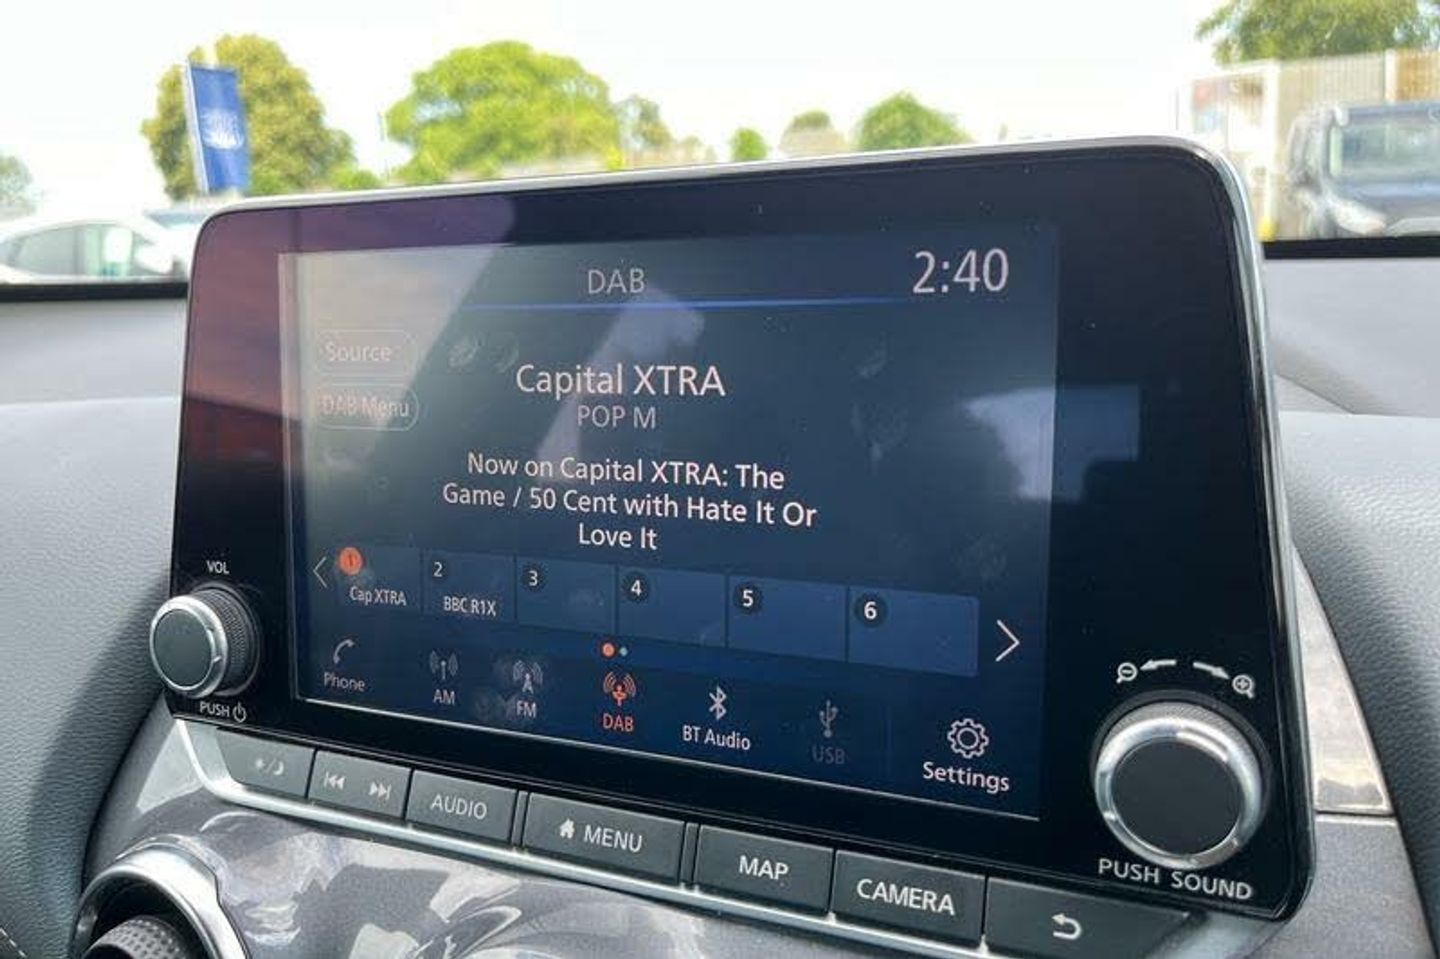 DAB
2:40
Source
DAB Menu
Capital XTRA
POP M
Now on Capital XTRA: The
Game / 50 Cent with Hate It Or
Love It
1
Cap XTRA
2
BBC R1X
3
4
5
6
Phone
AM
FM
DAB
BT Audio
USB
Settings
VOL
PUSH
AUDIO
MENU
MAP
CAMERA
PUSH SOUND